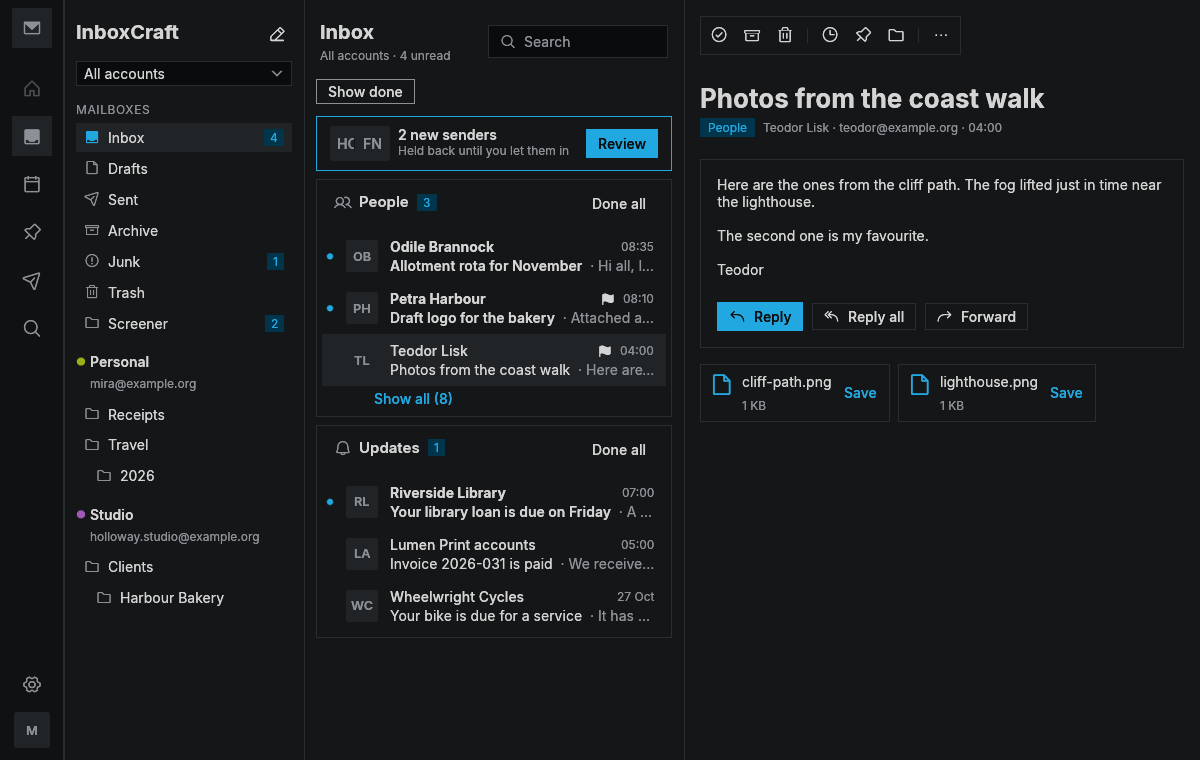 InboxCraft
All accounts
MAILBOXES
Inbox 4
Drafts
Sent
Archive
Junk 1
Trash
Screener 2
Personal
mira@example.org
Receipts
Travel
2026
Studio
holloway.studio@example.org
Clients
Harbour Bakery
M
Inbox
All accounts · 4 unread
Search
Show done
FN
2 new senders
Held back until you let them in
Review
People 3
Done all
OB
Odile Brannock 08:35
Allotment rota for November · Hi all, I...
PH
Petra Harbour 08:10
Draft logo for the bakery · Attached a...
TL
Teodor Lisk 04:00
Photos from the coast walk · Here are...
Show all (8)
Updates 1
Done all
RL
Riverside Library 07:00
Your library loan is due on Friday · A ...
LA
Lumen Print accounts 05:00
Invoice 2026-031 is paid · We receive...
WC
Wheelwright Cycles 27 Oct
Your bike is due for a service · It has ...
Photos from the coast walk
People Teodor Lisk · teodor@example.org · 04:00
Here are the ones from the cliff path. The fog lifted just in time near
the lighthouse.
The second one is my favourite.
Teodor
Reply
Reply all
Forward
cliff-path.png
1 KB
Save
lighthouse.png
1 KB
Save